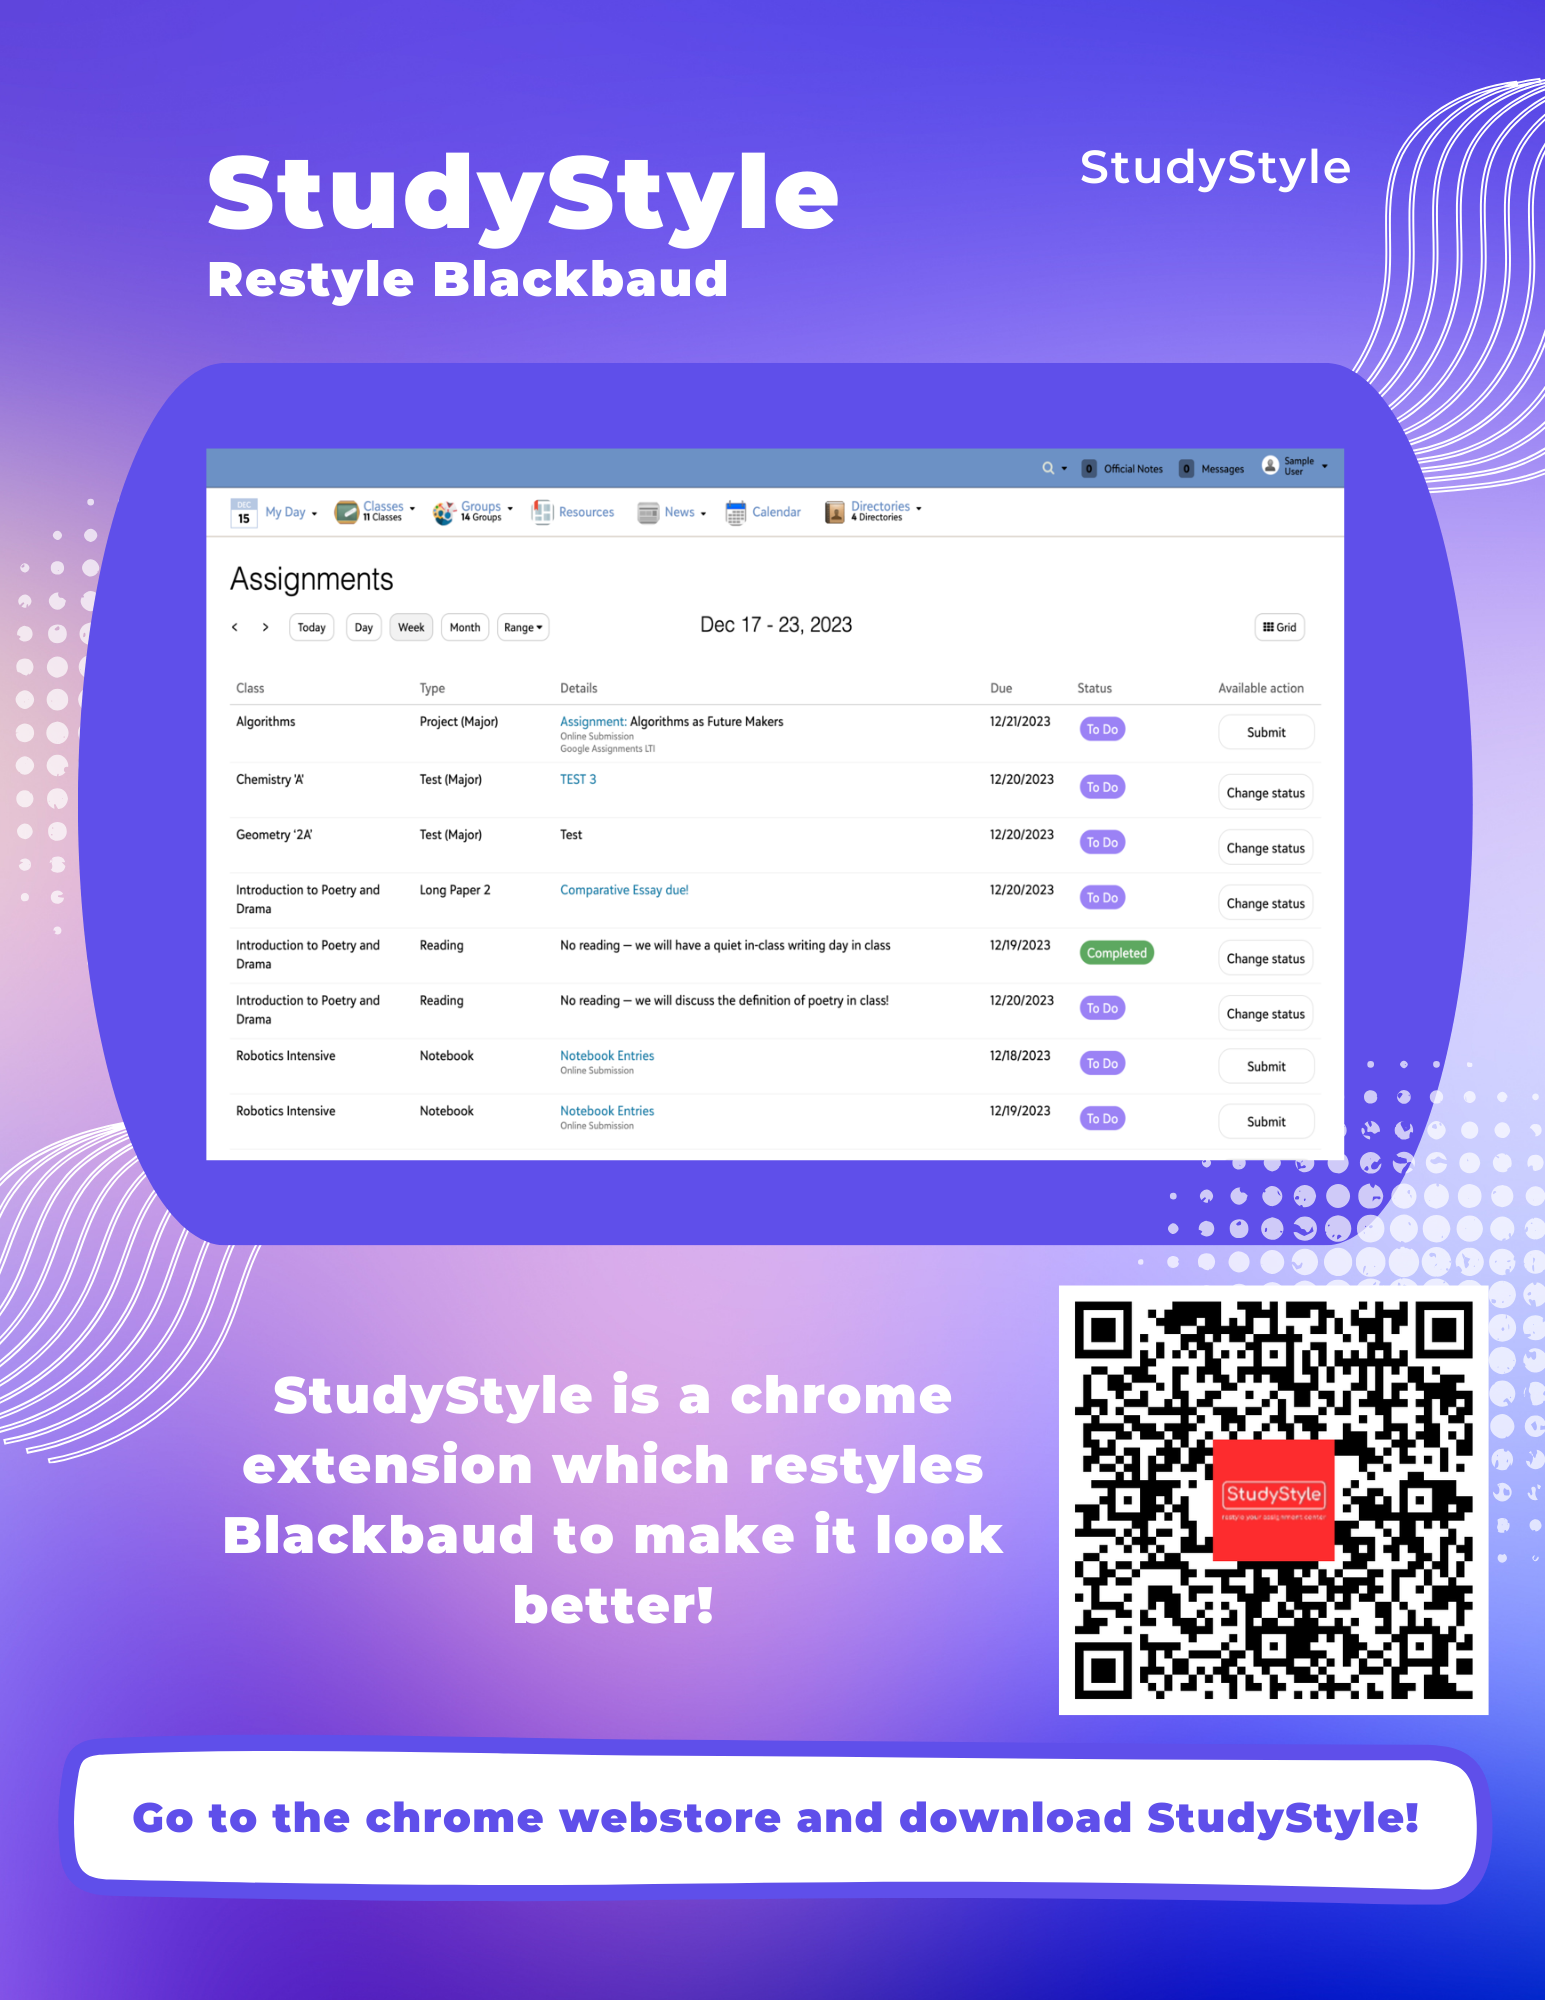 StudyStyle
StudyStyle
Restyle Blackbaud
0 Official Notes 0 Messages Sample User
DEC 15 My Day Classes 11 Classes Groups 14 Groups Resources News Calendar Directories 4 Directories
Assignments
< > Today Day Week Month Range Dec 17 - 23, 2023 Grid
Class Type Details Due Status Available action
Algorithms Project (Major) Assignment: Algorithms as Future Makers 12/21/2023 To Do Submit
Online Submission
Google Assignments LTI
Chemistry 'A' Test (Major) TEST 3 12/20/2023 To Do Change status
Geometry '2A' Test (Major) Test 12/20/2023 To Do Change status
Introduction to Poetry and Long Paper 2 Comparative Essay due! 12/20/2023 To Do Change status
Drama
Introduction to Poetry and Reading No reading – we will have a quiet in-class writing day in class 12/19/2023 Completed Change status
Drama
Introduction to Poetry and Reading No reading – we will discuss the definition of poetry in class! 12/20/2023 To Do Change status
Drama
Robotics Intensive Notebook Notebook Entries 12/18/2023 To Do Submit
Online Submission
Robotics Intensive Notebook Notebook Entries 12/19/2023 To Do Submit
Online Submission
StudyStyle is a chrome
extension which restyles
Blackbaud to make it look
better!
StudyStyle
restyle your assignment center
Go to the chrome webstore and download StudyStyle!